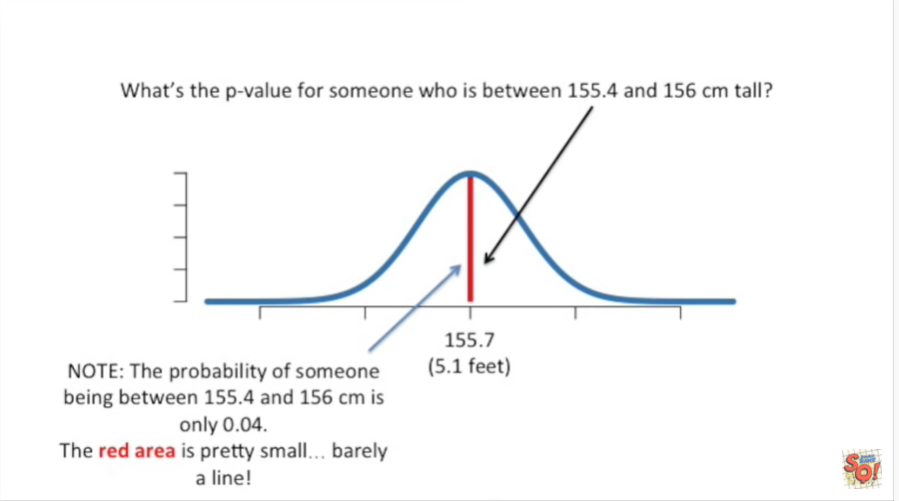 What's the p-value for someone who is between 155.4 and 156 cm tall?
155.7
(5.1 feet)
NOTE: The probability of someone
being between 155.4 and 156 cm is
only 0.04.
The red area is pretty small... barely
a line!
SO!